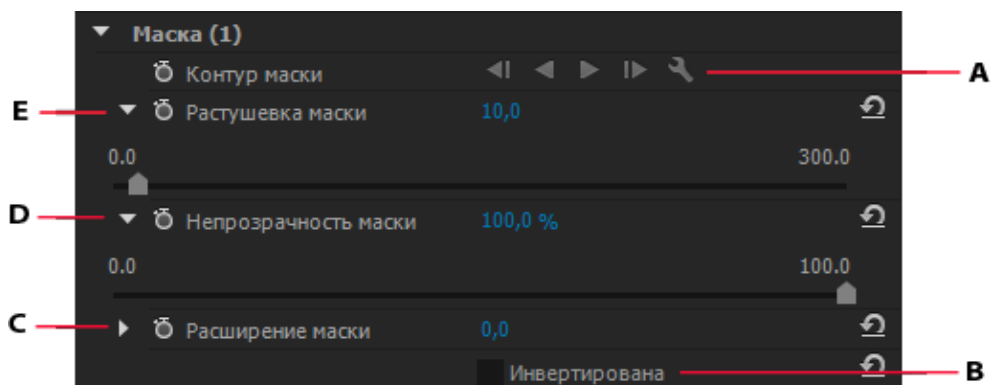 Маска (1)
Контур маски
A
E
Растушевка маски 10,0
0.0 300.0
D
Непрозрачность маски 100,0 %
0.0 100.0
C
Расширение маски 0,0
Инвертирована
B